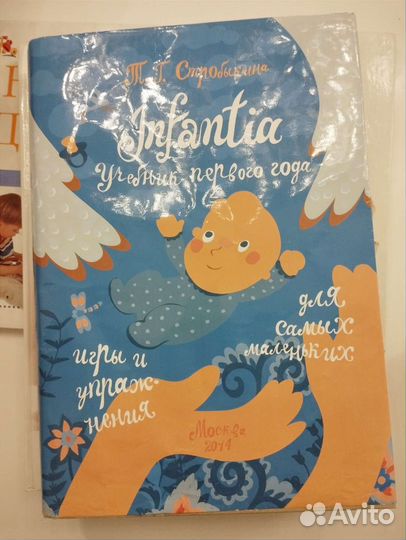 Т. Г. Стробыкина
Infantia
Учебник первого года
для
самых
маленьких
игры и
упраж-
нения
Москва
2014
Avito